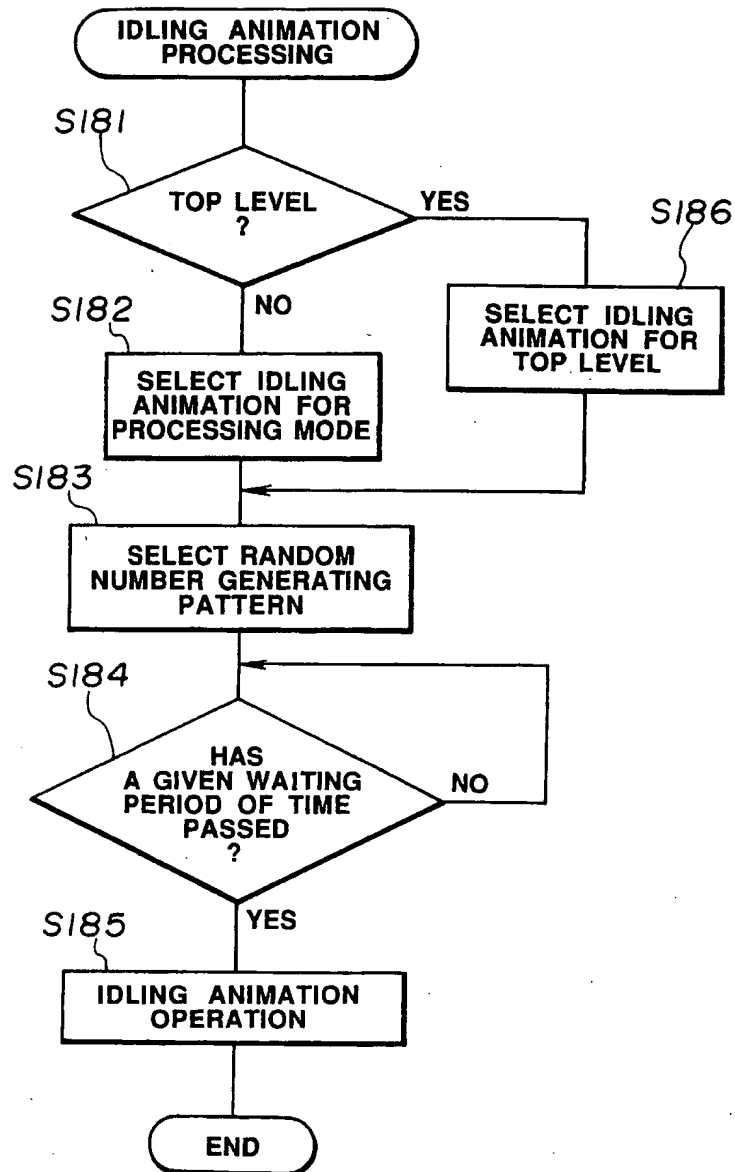 IDLING ANIMATION
PROCESSING
S181
TOP LEVEL
?
YES
S186
SELECT IDLING
ANIMATION FOR
TOP LEVEL
NO
S182
SELECT IDLING
ANIMATION FOR
PROCESSING MODE
S183
SELECT RANDOM
NUMBER GENERATING
PATTERN
S184
HAS
A GIVEN WAITING
PERIOD OF TIME
PASSED
?
NO
YES
S185
IDLING ANIMATION
OPERATION
END